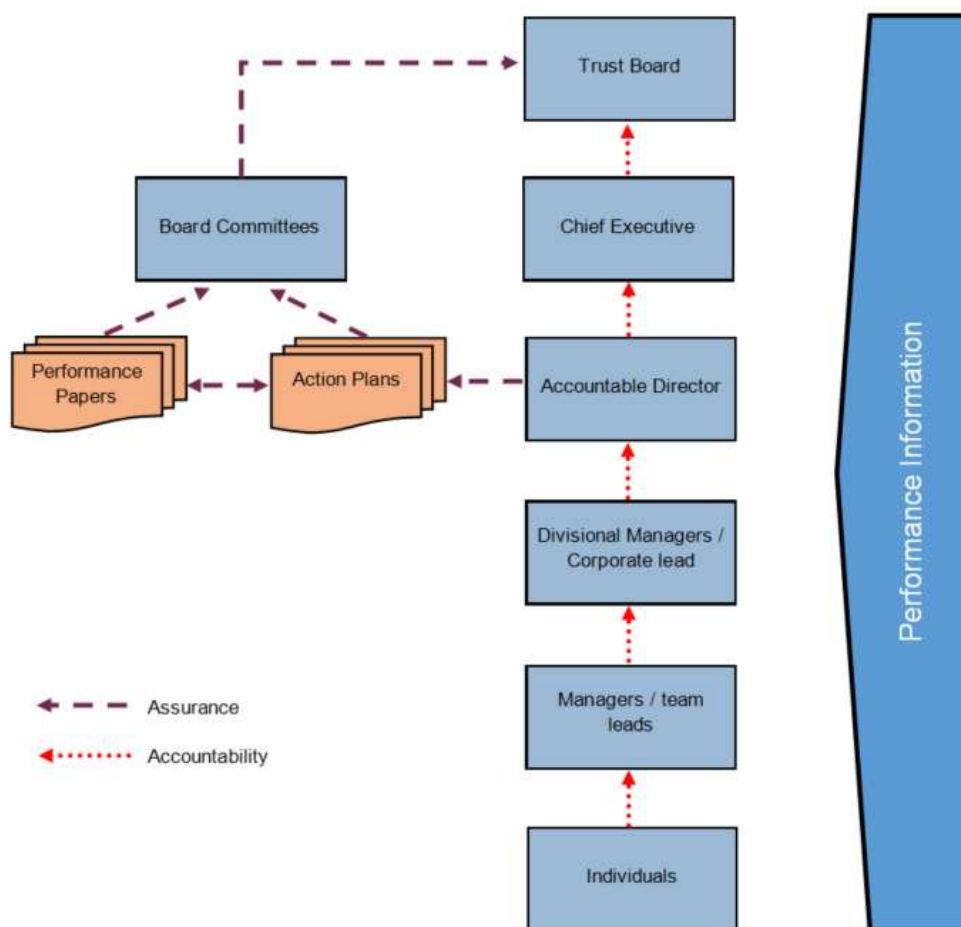 Trust Board
Board Committees
Chief Executive
Performance
Papers
Action Plans
Accountable Director
Divisional Managers /
Corporate lead
Managers / team
leads
Individuals
Assurance
Accountability
Performance Information